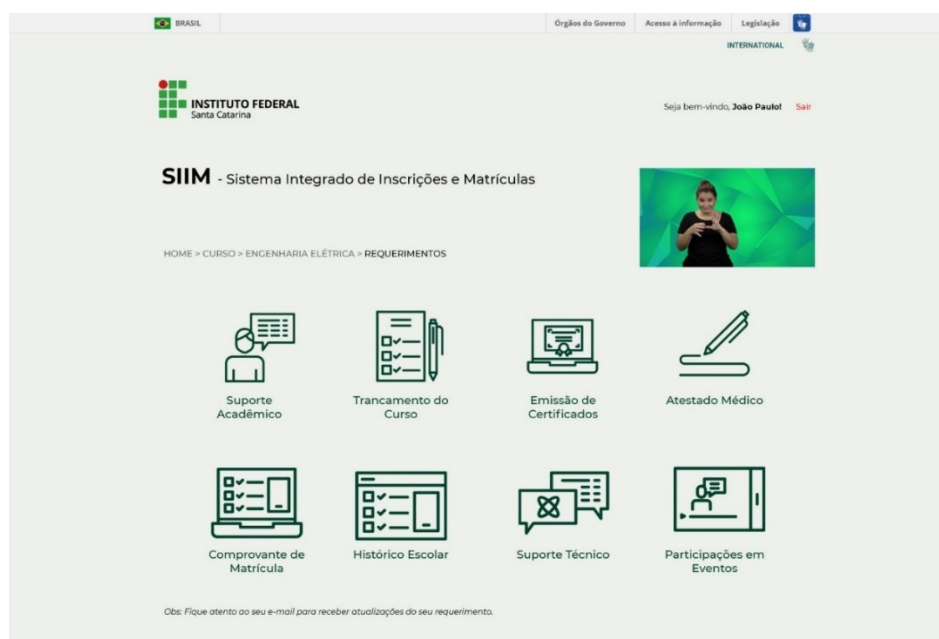 BRASIL
Órgãos do Governo
Acesso à informação
Legislação
INTERNATIONAL
INSTITUTO FEDERAL
Santa Catarina
Seja bem-vindo, João Paulo! Sair
SIIM - Sistema Integrado de Inscrições e Matrículas
HOME > CURSO > ENGENHARIA ELÉTRICA > REQUERIMENTOS
Suporte
Acadêmico
Trancamento do
Curso
Emissão de
Certificados
Atestado Médico
Comprovante de
Matrícula
Histórico Escolar
Suporte Técnico
Participações em
Eventos
Obs: Fique atento ao seu e-mail para receber atualizações do seu requerimento.